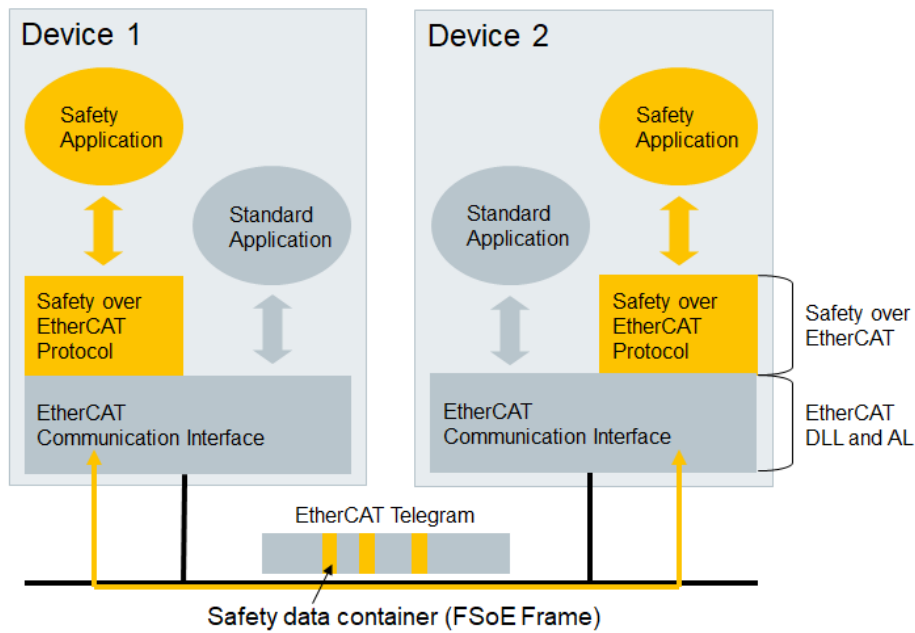 Device 1
Safety
Application
Standard
Application
Safety over
EtherCAT
Protocol
EtherCAT
Communication Interface
Device 2
Safety
Application
Standard
Application
Safety over
EtherCAT
Protocol
EtherCAT
Communication Interface
Safety over
EtherCAT
EtherCAT
DLL and AL
EtherCAT Telegram
Safety data container (FSoE Frame)